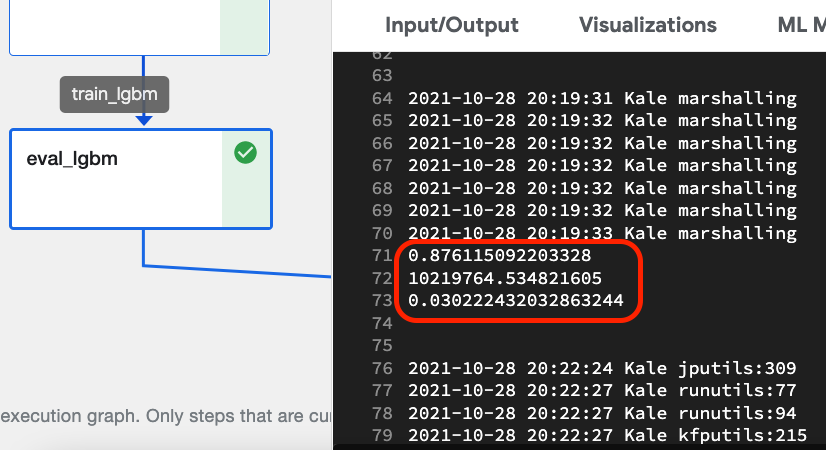 train_lgbm
eval_lgbm
execution graph. Only steps that are
Input/Output Visualizations ML
62
63
64 2021-10-28 20:19:31 Kale marshalling
65 2021-10-28 20:19:32 Kale marshalling
66 2021-10-28 20:19:32 Kale marshalling
67 2021-10-28 20:19:32 Kale marshalling
68 2021-10-28 20:19:32 Kale marshalling
69 2021-10-28 20:19:32 Kale marshalling
70 2021-10-28 20:19:33 Kale marshalling
71 0.876115092203328
72 10219764.534821605
73 0.030222432032863244
74
75
76 2021-10-28 20:22:24 Kale jputils:309
77 2021-10-28 20:22:27 Kale runutils:77
78 2021-10-28 20:22:27 Kale runutils:94
79 2021-10-28 20:22:27 Kale kfputils:215